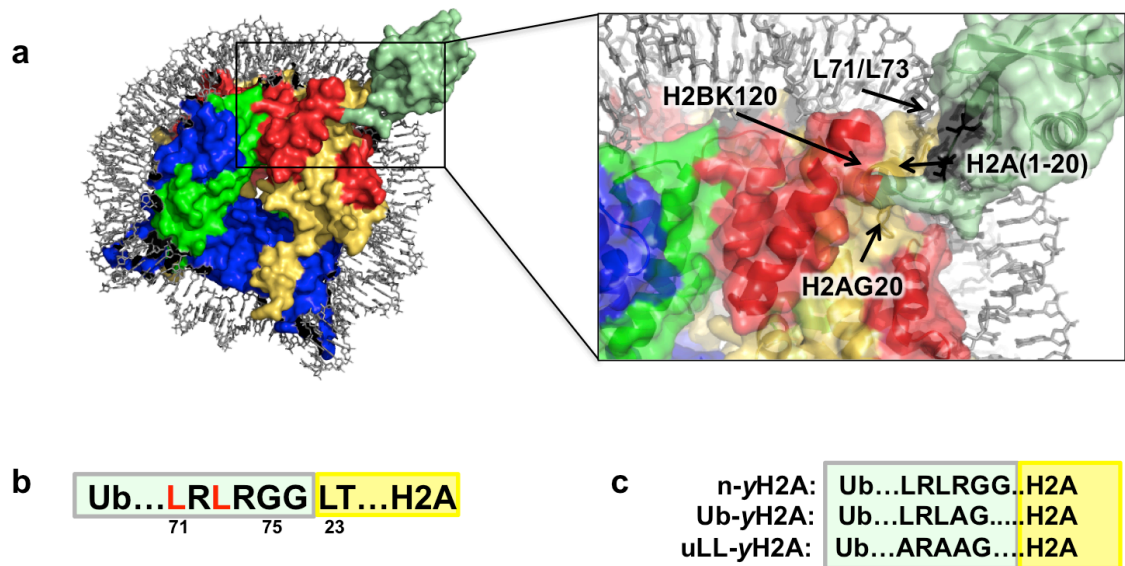 a
L71/L73
H2BK120
H2A(1-20)
H2AG20
b
Ub...LRLRGG LT...H2A
71 75 23
c
n-yH2A: Ub...LRLRGG..H2A
Ub-yH2A: Ub...LRLAG.....H2A
uLL-yH2A: Ub...ARAAG....H2A